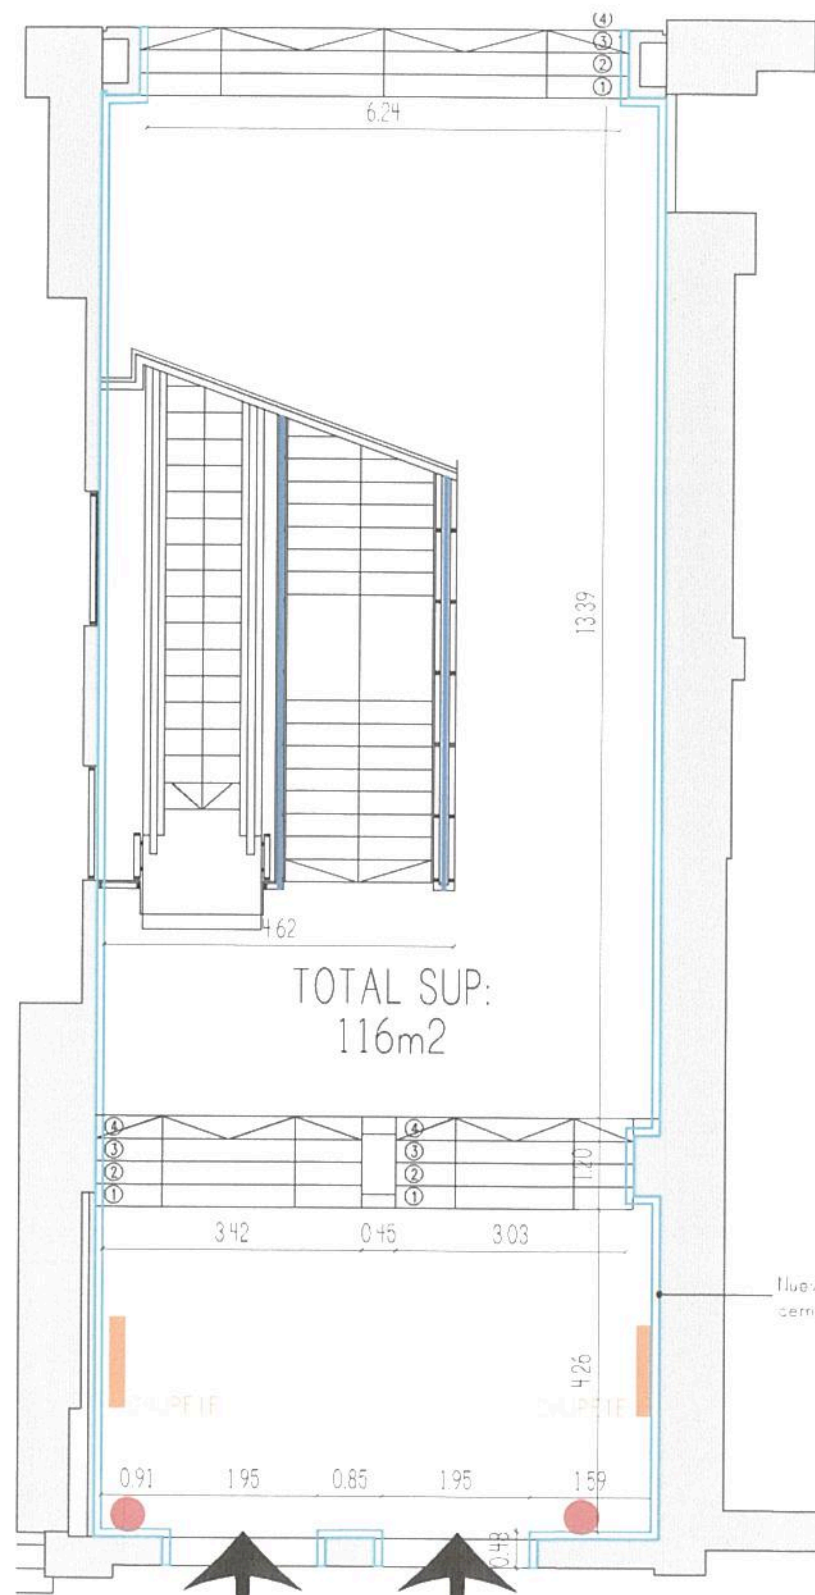 (4)
③
②
①
6.24
13.39
4.62
TOTAL SUP:
116m2
④ ④
③ ③
② ②
① ①
1.20
3.42 0.45 3.03
4.26
CHUPETE CHUPETE
0.91 1.95 0.85 1.95 1.59
0.48